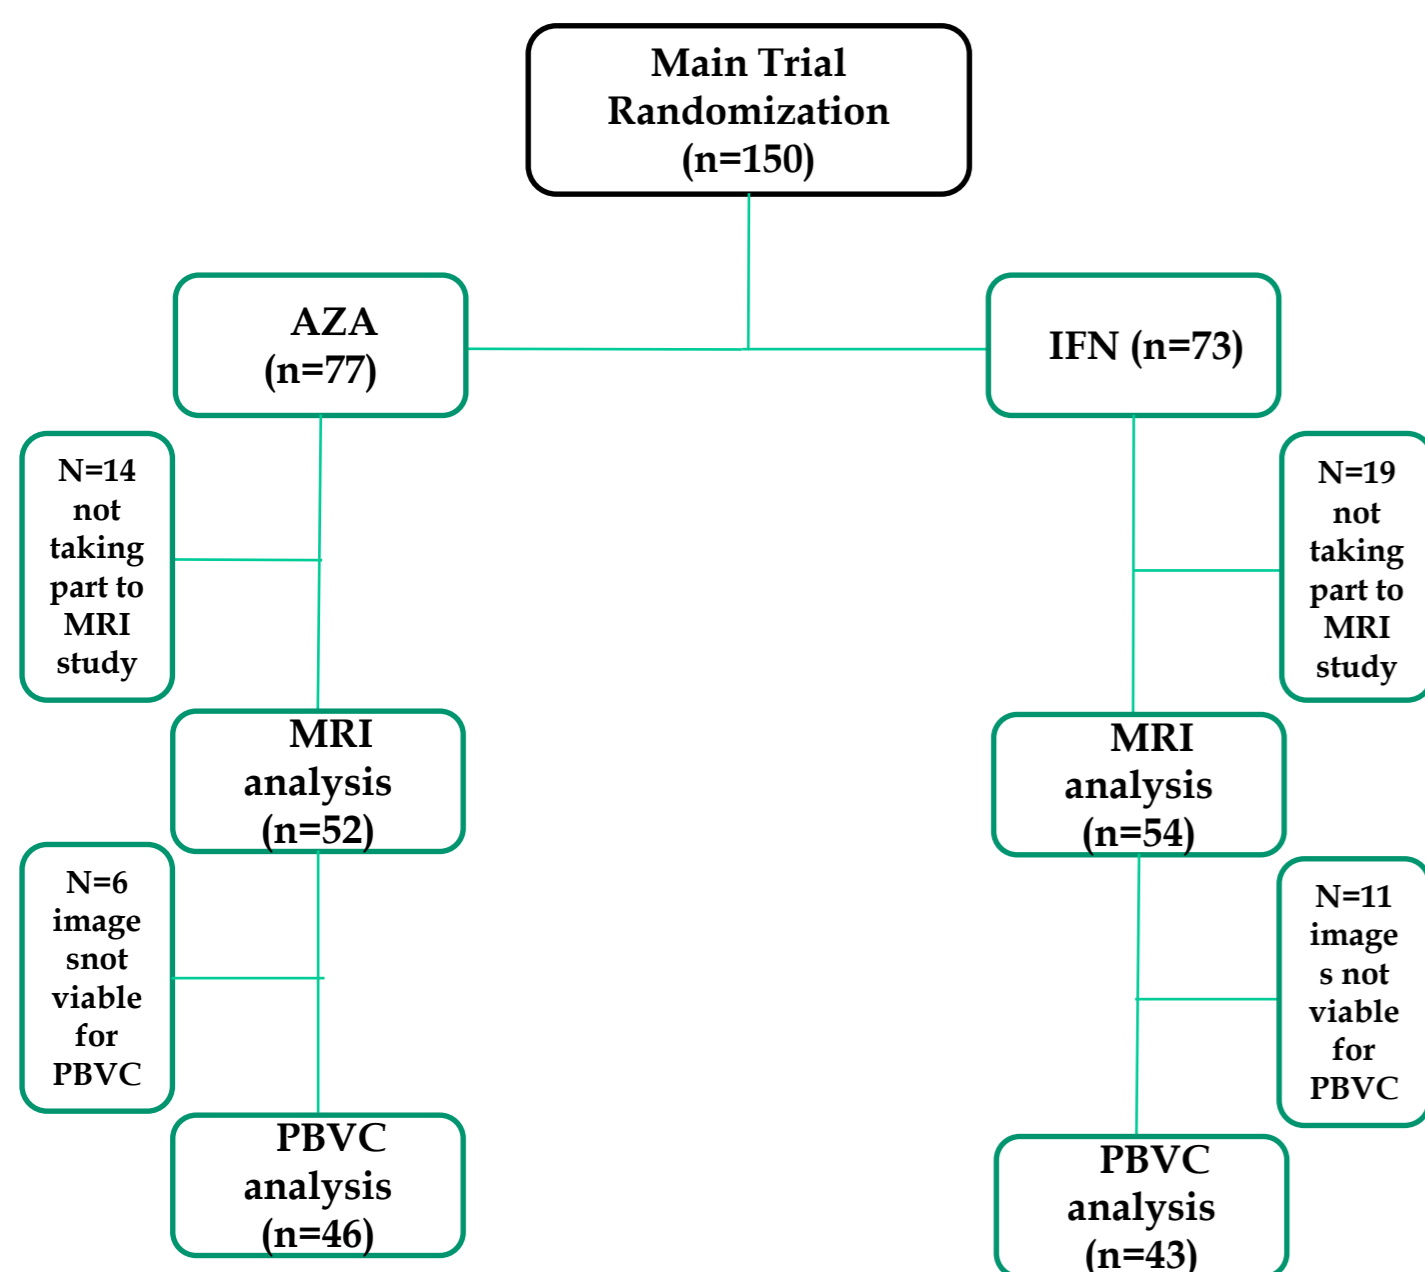 Main Trial
Randomization
(n=150)
AZA
(n=77)
IFN (n=73)
N=14
not
taking
part to
MRI
study
N=19
not
taking
part to
MRI
study
MRI
analysis
(n=52)
MRI
analysis
(n=54)
N=6
image
snot
viable
for
PBVC
N=11
image
s not
viable
for
PBVC
PBVC
analysis
(n=46)
PBVC
analysis
(n=43)